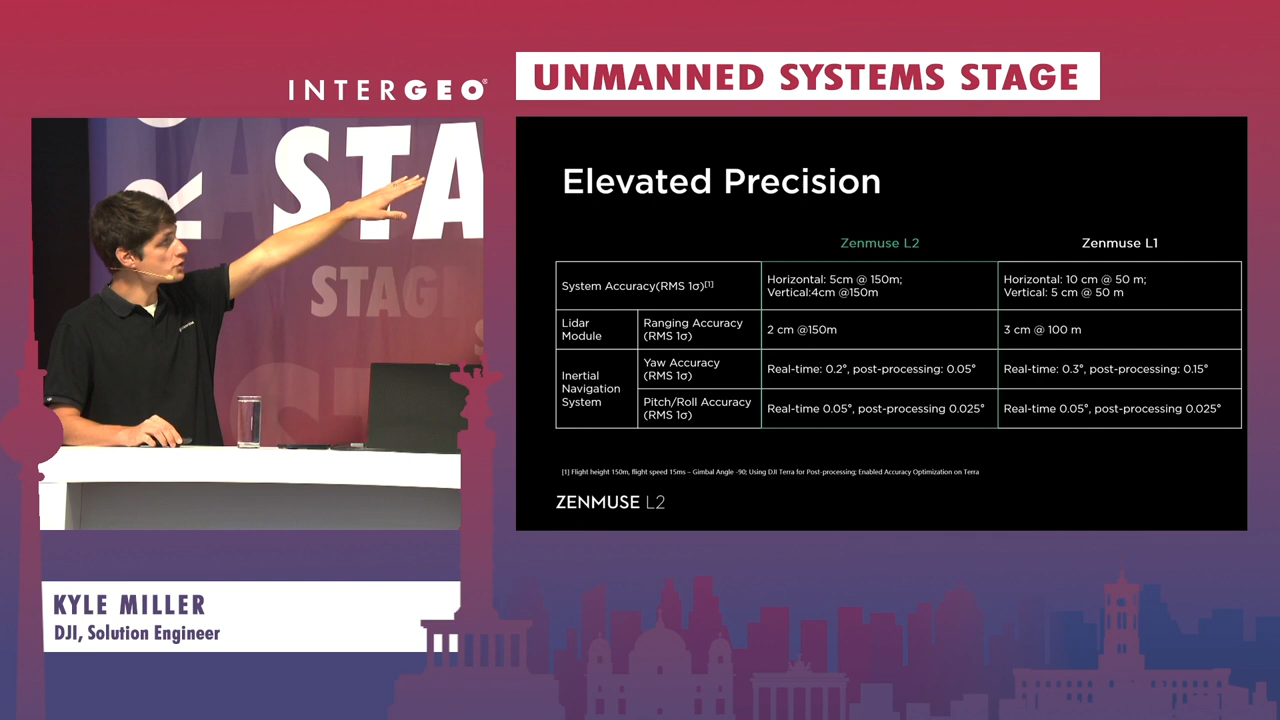 INTERGEO®
UNMANNED SYSTEMS STAGE
STA
STAG
Elevated Precision
Zenmuse L2
Zenmuse L1
System Accuracy(RMS 1σ)[1]
Horizontal: 5cm @ 150m;
Vertical:4cm @150m
Horizontal: 10 cm @ 50 m;
Vertical: 5 cm @ 50 m
Lidar
Module
Ranging Accuracy
(RMS 1σ)
2 cm @150m
3 cm @ 100 m
Inertial
Navigation
System
Yaw Accuracy
(RMS 1σ)
Real-time: 0.2°, post-processing: 0.05°
Real-time: 0.3°, post-processing: 0.15°
Pitch/Roll Accuracy
(RMS 1σ)
Real-time 0.05°, post-processing 0.025°
Real-time 0.05°, post-processing 0.025°
[1] Flight height 150m, flight speed 15ms – Gimbal Angle -90; Using DJI Terra for Post-processing; Enabled Accuracy Optimization on Terra
ZENMUSE L2
KYLE MILLER
DJI, Solution Engineer